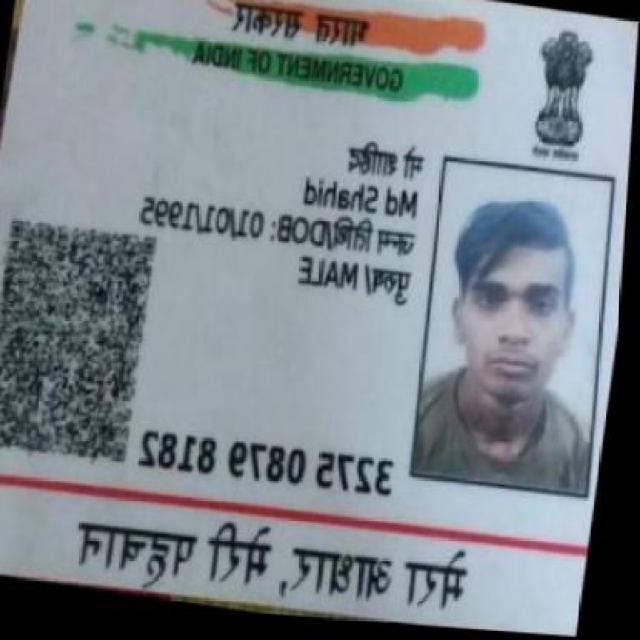 भारत सरकार
GOVERNMENT OF INDIA
मो शाहिद
Md Shahid
जन्म तिथि/DOB: 01/01/1995
पुरुष/ MALE
3275 0879 8182
मेरा आधार, मेरी पहचान